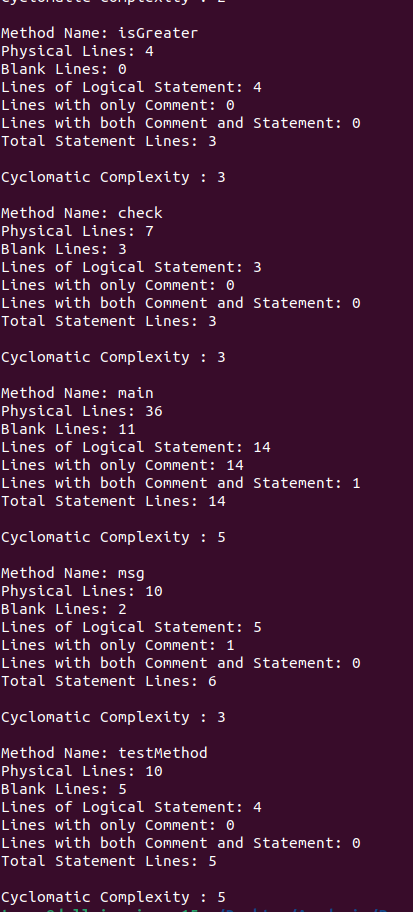 Cyclomatic Complexity : 2
Method Name: isGreater
Physical Lines: 4
Blank Lines: 0
Lines of Logical Statement: 4
Lines with only Comment: 0
Lines with both Comment and Statement: 0
Total Statement Lines: 3
Cyclomatic Complexity : 3
Method Name: check
Physical Lines: 7
Blank Lines: 3
Lines of Logical Statement: 3
Lines with only Comment: 0
Lines with both Comment and Statement: 0
Total Statement Lines: 3
Cyclomatic Complexity : 3
Method Name: main
Physical Lines: 36
Blank Lines: 11
Lines of Logical Statement: 14
Lines with only Comment: 14
Lines with both Comment and Statement: 1
Total Statement Lines: 14
Cyclomatic Complexity : 5
Method Name: msg
Physical Lines: 10
Blank Lines: 2
Lines of Logical Statement: 5
Lines with only Comment: 1
Lines with both Comment and Statement: 0
Total Statement Lines: 6
Cyclomatic Complexity : 3
Method Name: testMethod
Physical Lines: 10
Blank Lines: 5
Lines of Logical Statement: 4
Lines with only Comment: 0
Lines with both Comment and Statement: 0
Total Statement Lines: 5
Cyclomatic Complexity : 5